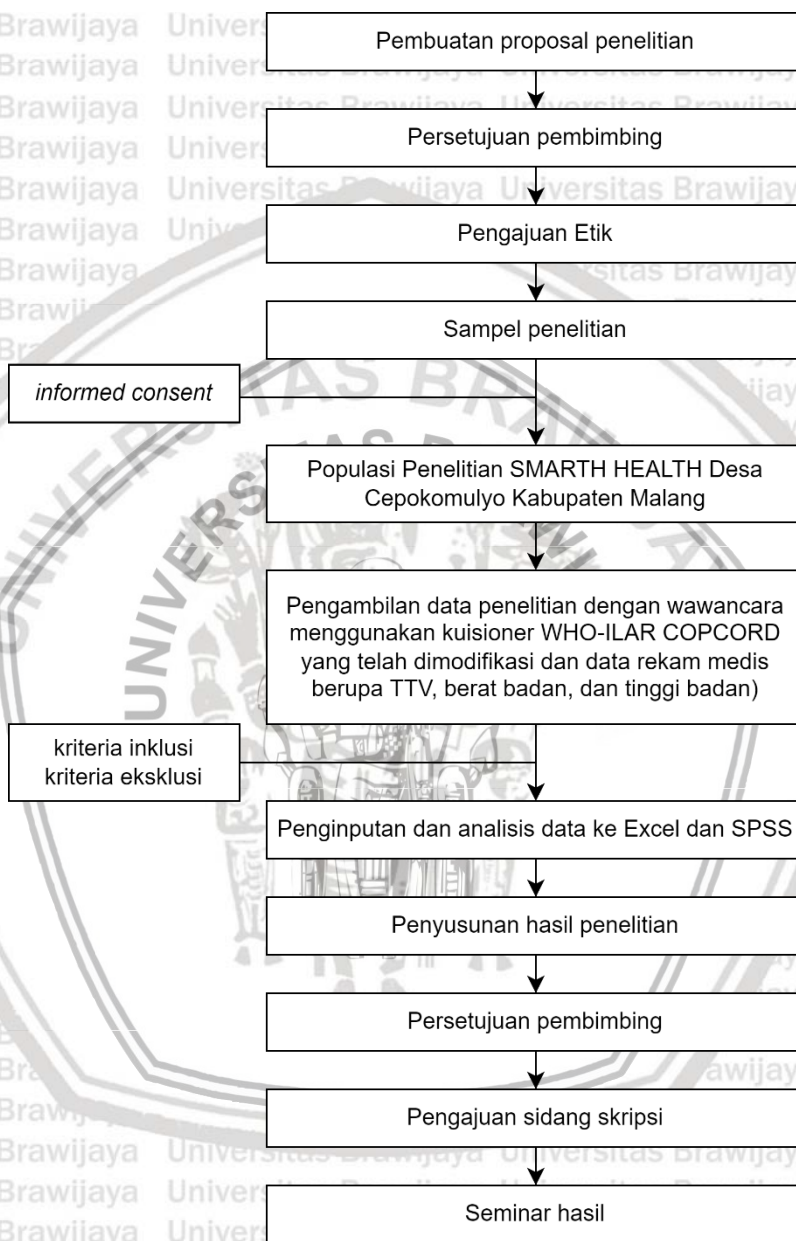 Pembuatan proposal penelitian
Persetujuan pembimbing
Pengajuan Etik
Sampel penelitian
informed consent
Populasi Penelitian SMARTH HEALTH Desa
Cepokomulyo Kabupaten Malang
Pengambilan data penelitian dengan wawancara
menggunakan kuisioner WHO-ILAR COPCORD
yang telah dimodifikasi dan data rekam medis
berupa TTV, berat badan, dan tinggi badan)
kriteria inklusi
kriteria eksklusi
Penginputan dan analisis data ke Excel dan SPSS
Penyusunan hasil penelitian
Persetujuan pembimbing
Pengajuan sidang skripsi
Seminar hasil